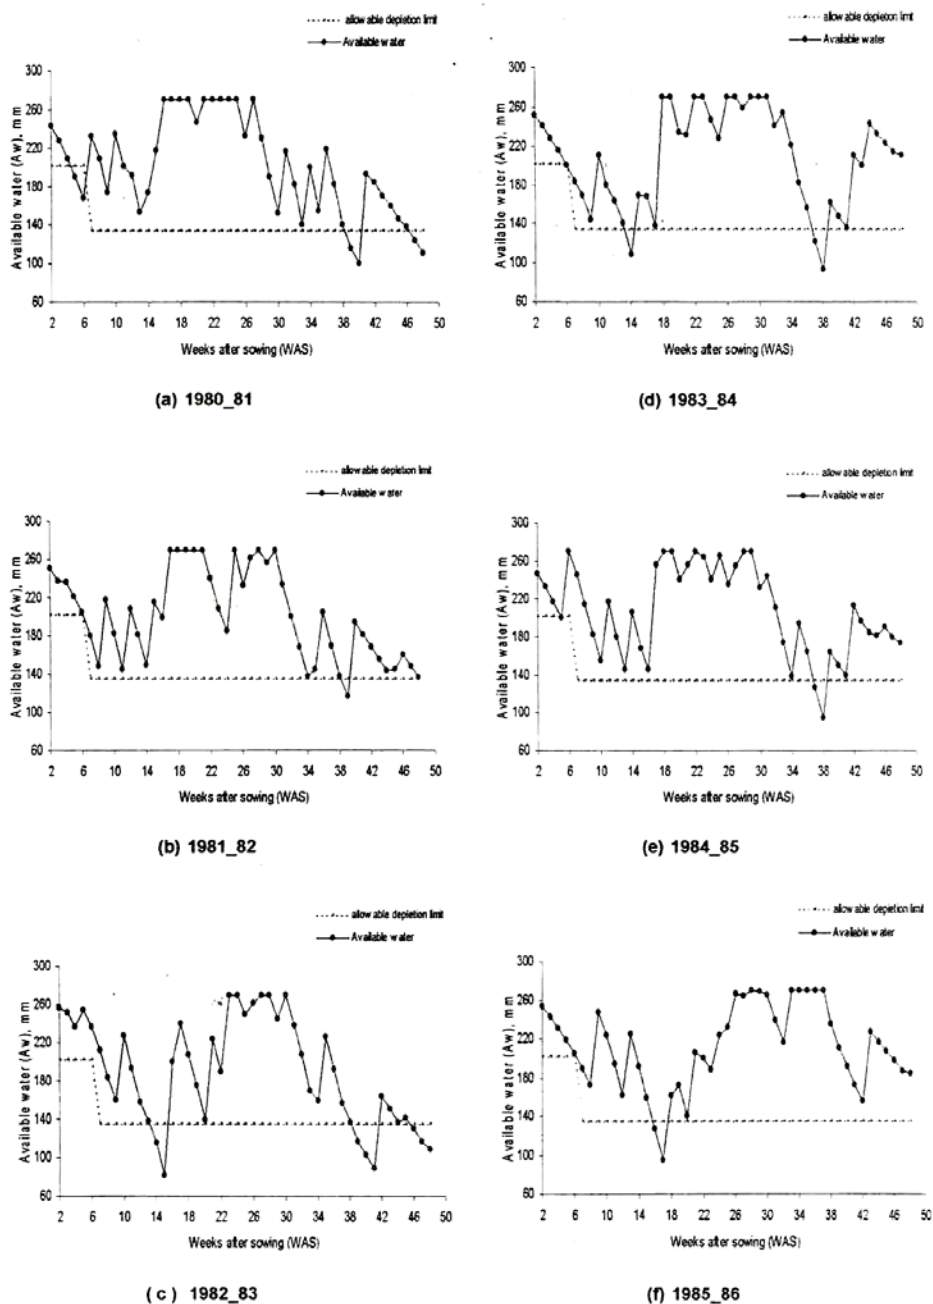 allowable depletion limit
Available water
Available water (Aw), mm
300
260
220
180
140
100
60
2 6 10 14 18 22 26 30 34 38 42 46 50
Weeks after sowing (WAS)
(a) 1980_81
allowable depletion limit
Available water
Available water (Aw), mm
300
260
220
180
140
100
60
2 6 10 14 18 22 26 30 34 38 42 46 50
Weeks after sowing (WAS)
(d) 1983_84
allowable depletion limit
Available water
Available water (Aw), mm
300
260
220
180
140
100
60
2 6 10 14 18 22 26 30 34 38 42 46 50
Weeks after sowing (WAS)
(b) 1981_82
allowable depletion limit
Available water
Available water (Aw), mm
300
260
220
180
140
100
60
2 6 10 14 18 22 26 30 34 38 42 46 50
Weeks after sowing (WAS)
(e) 1984_85
allowable depletion limit
Available water
Available water (Aw), mm
300
260
220
180
140
100
60
2 6 10 14 18 22 26 30 34 38 42 46 50
Weeks after sowing (WAS)
( c ) 1982_83
allowable depletion limit
Available water
Available water (Aw), mm
300
260
220
180
140
100
60
2 6 10 14 18 22 26 30 34 38 42 46 50
Weeks after sowing (WAS)
(f) 1985_86